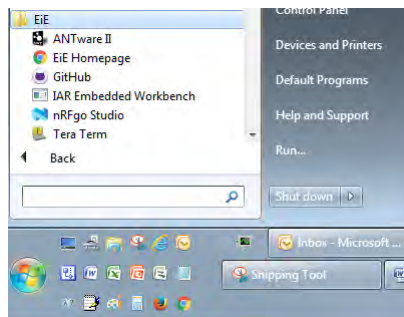 EiE
ANTware II
EiE Homepage
GitHub
IAR Embedded Workbench
nRFgo Studio
Tera Term
Back
Control Panel
Devices and Printers
Default Programs
Help and Support
Run...
Shut down
Inbox - Microsoft ...
Snipping Tool